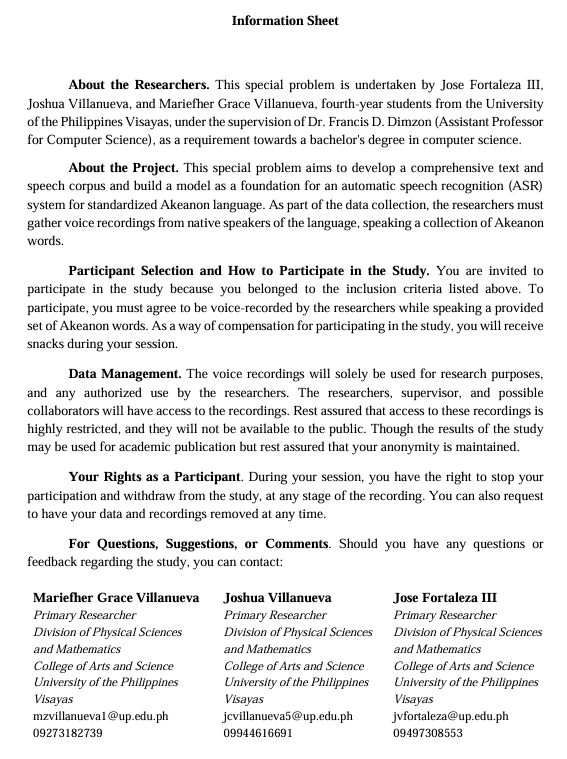 Information Sheet
About the Researchers. This special problem is undertaken by Jose Fortaleza III,
Joshua Villanueva, and Mariefher Grace Villanueva, fourth-year students from the University
of the Philippines Visayas, under the supervision of Dr. Francis D. Dimzon (Assistant Professor
for Computer Science), as a requirement towards a bachelor's degree in computer science.
About the Project. This special problem aims to develop a comprehensive text and
speech corpus and build a model as a foundation for an automatic speech recognition (ASR)
system for standardized Akeanon language. As part of the data collection, the researchers must
gather voice recordings from native speakers of the language, speaking a collection of Akeanon
words.
Participant Selection and How to Participate in the Study. You are invited to
participate in the study because you belonged to the inclusion criteria listed above. To
participate, you must agree to be voice-recorded by the researchers while speaking a provided
set of Akeanon words. As a way of compensation for participating in the study, you will receive
snacks during your session.
Data Management. The voice recordings will solely be used for research purposes,
and any authorized use by the researchers. The researchers, supervisor, and possible
collaborators will have access to the recordings. Rest assured that access to these recordings is
highly restricted, and they will not be available to the public. Though the results of the study
may be used for academic publication but rest assured that your anonymity is maintained.
Your Rights as a Participant. During your session, you have the right to stop your
participation and withdraw from the study, at any stage of the recording. You can also request
to have your data and recordings removed at any time.
For Questions, Suggestions, or Comments. Should you have any questions or
feedback regarding the study, you can contact:
Mariefher Grace Villanueva
Primary Researcher
Division of Physical Sciences
and Mathematics
College of Arts and Science
University of the Philippines
Visayas
mzvillanueva1@up.edu.ph
09273182739
Joshua Villanueva
Primary Researcher
Division of Physical Sciences
and Mathematics
College of Arts and Science
University of the Philippines
Visayas
jcvillanueva5@up.edu.ph
09944616691
Jose Fortaleza III
Primary Researcher
Division of Physical Sciences
and Mathematics
College of Arts and Science
University of the Philippines
Visayas
jvfortaleza@up.edu.ph
09497308553